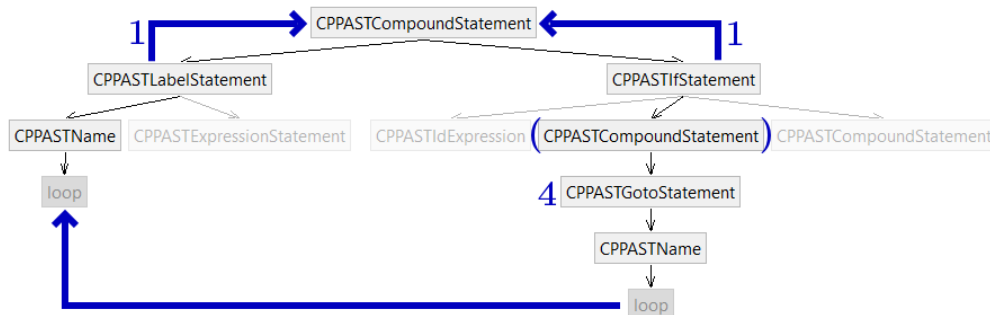 1 CPPASTCompoundStatement 1
CPPASTLabelStatement CPPASTIfStatement
CPPASTName CPPASTExpressionStatement CPPASTIdExpression (CPPASTCompoundStatement) CPPASTCompoundStatement
loop 4 CPPASTGotoStatement
CPPASTName
loop